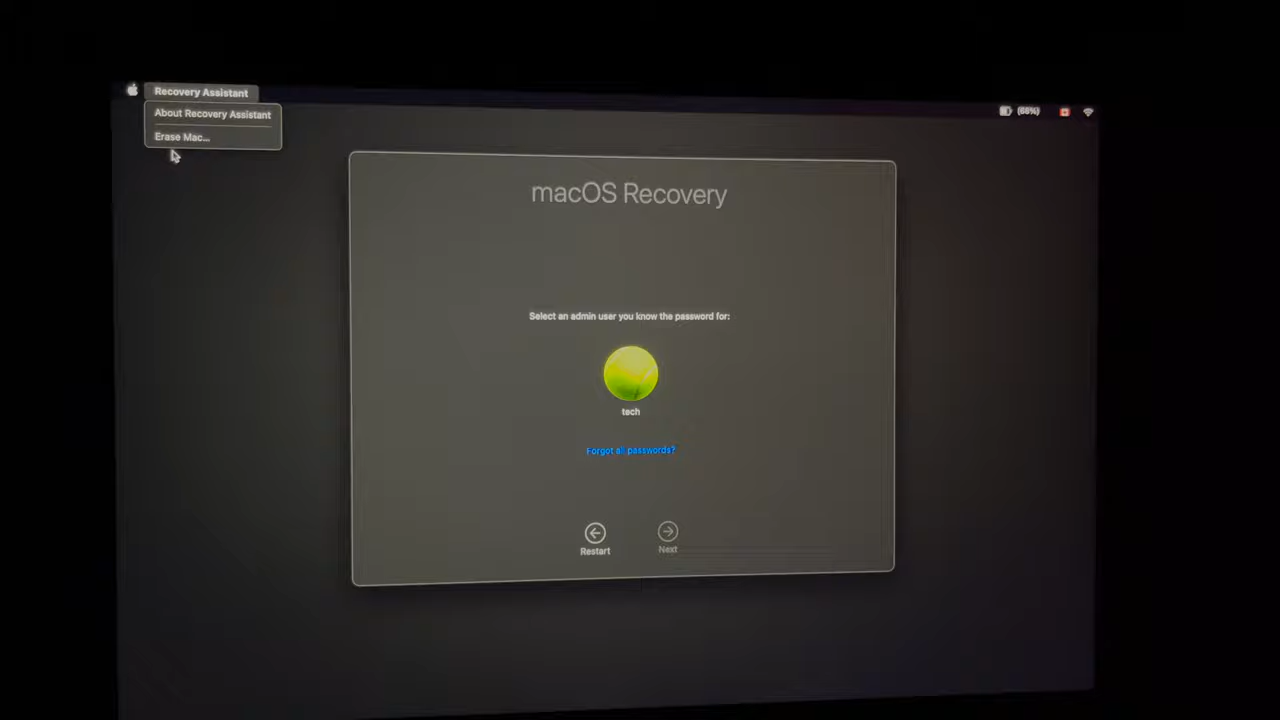 Recovery Assistant
About Recovery Assistant
Erase Mac...
(68%)
macOS Recovery
Select an admin user you know the password for:
tech
Forgot all passwords?
Restart
Next